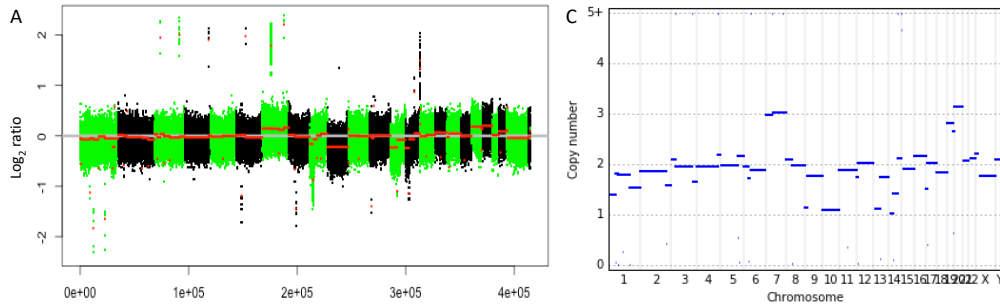 A
Log2 ratio
2
1
0
-1
-2
0e+00 1e+05 2e+05 3e+05 4e+05
C
Copy number
5+
4
3
2
1
0
1 2 3 4 5 6 7 8 9 10 11 12 13 14 15 16 17 18 19 20 21 22 X Y
Chromosome